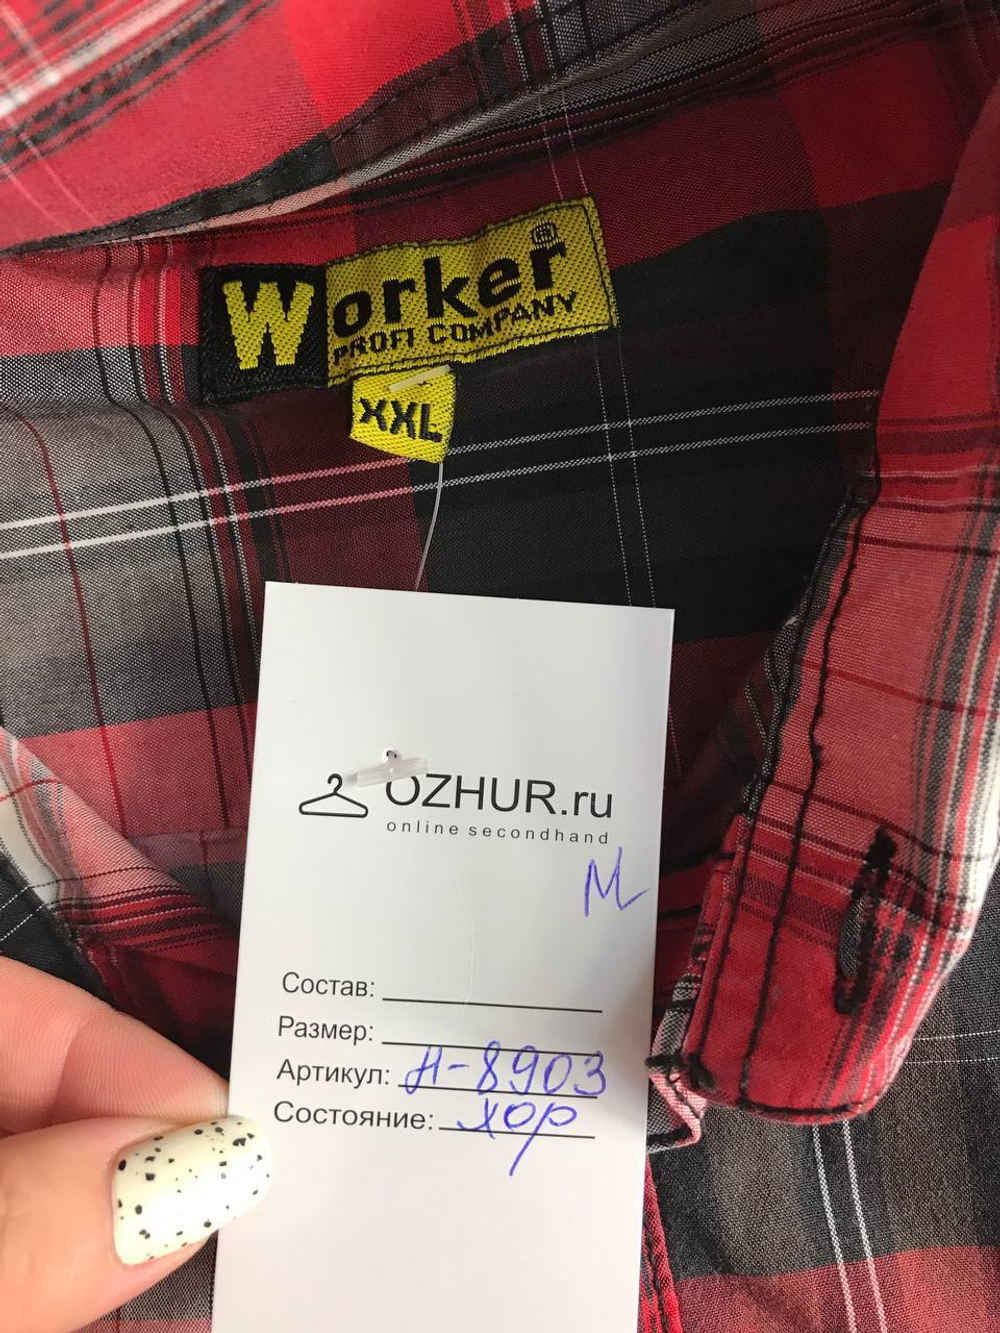 Worker ®
PROFI COMPANY
XXL
OZHUR.ru
online secondhand
М
Состав:
Размер:
Артикул: Н-8903
Состояние: хор